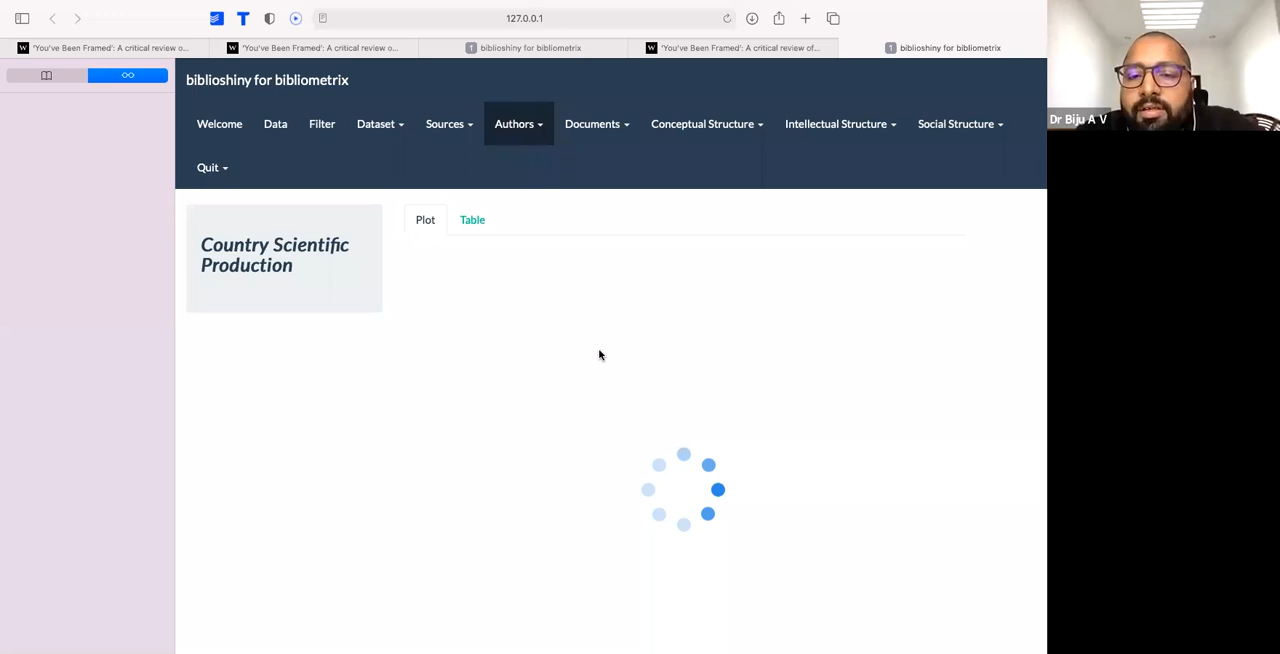 127.0.0.1
'You've Been Framed': A critical review o...
'You've Been Framed': A critical review o...
1 biblioshiny for bibliometrix
'You've Been Framed': A critical review of...
1 biblioshiny for bibliometrix
biblioshiny for bibliometrix
Welcome Data Filter Dataset Sources Authors Documents Conceptual Structure Intellectual Structure Social Structure
Quit
Country Scientific
Production
Plot Table
Dr Biju A V